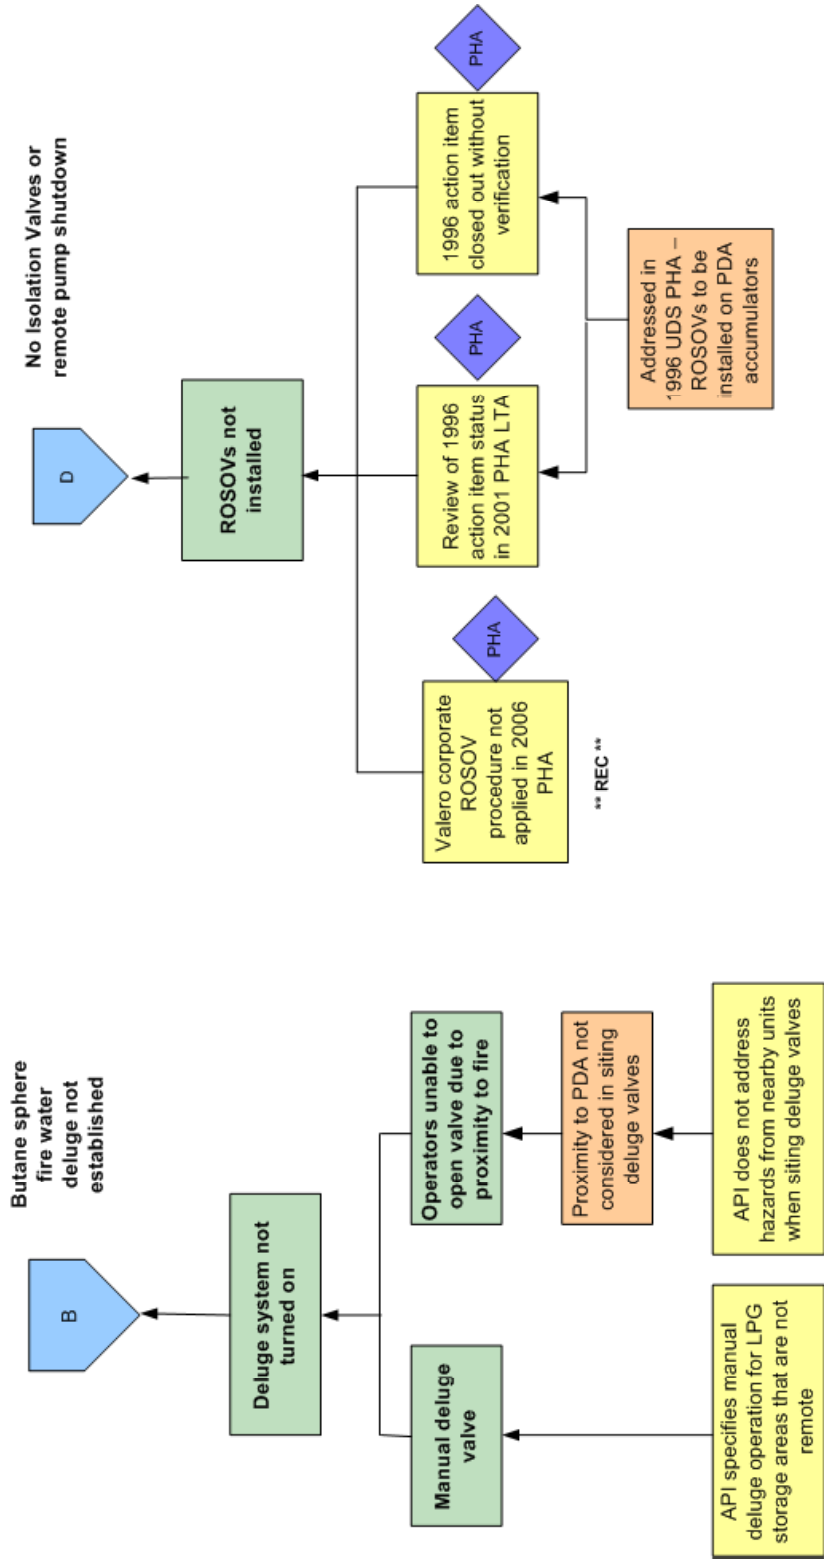 Butane sphere
fire water
deluge not
established
B
Deluge system not
turned on
Manual deluge
valve
Operators unable to
open valve due to
proximity to fire
Proximity to PDA not
considered in siting
deluge valves
API specifies manual
deluge operation for LPG
storage areas that are not
remote
API does not address
hazards from nearby units
when siting deluge valves
No Isolation Valves or
remote pump shutdown
D
ROSOVs not
installed
Valero corporate
ROSOV
procedure not
applied in 2006
PHA
PHA
** REC **
Review of 1996
action item status
in 2001 PHA LTA
PHA
1996 action item
closed out without
verification
PHA
Addressed in
1996 UDS PHA –
ROSOVs to be
installed on PDA
accumulators